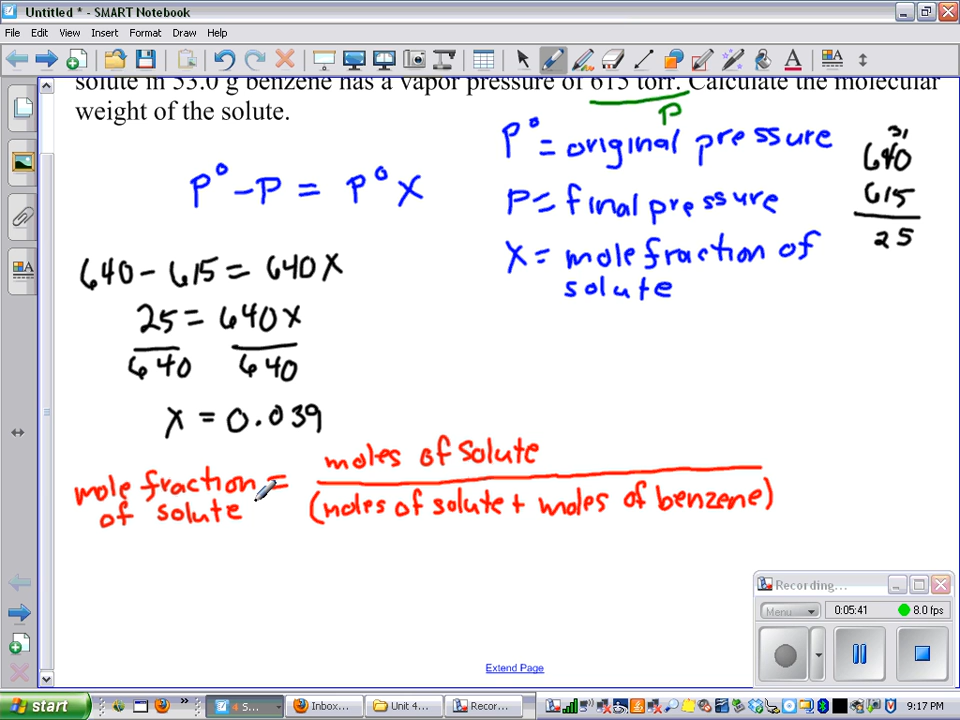 Untitled * - SMART Notebook
File Edit View Insert Format Draw Help
solute in 53.0 g benzene has a vapor pressure of 615 torr. Calculate the molecular
weight of the solute.
P
P° - P = P° X
P° = original pressure
P = final pressure
X = mole fraction of
solute
31
640
615
25
640 - 615 = 640X
25 = 640X
640 640
X = 0.039
mole fraction
of solute
=
moles of solute
(moles of solute + moles of benzene)
Recording...
Menu
0:05:41
8.0 fps
Extend Page
start
4 S...
Inbox...
Unit 4...
Recor...
9:17 PM